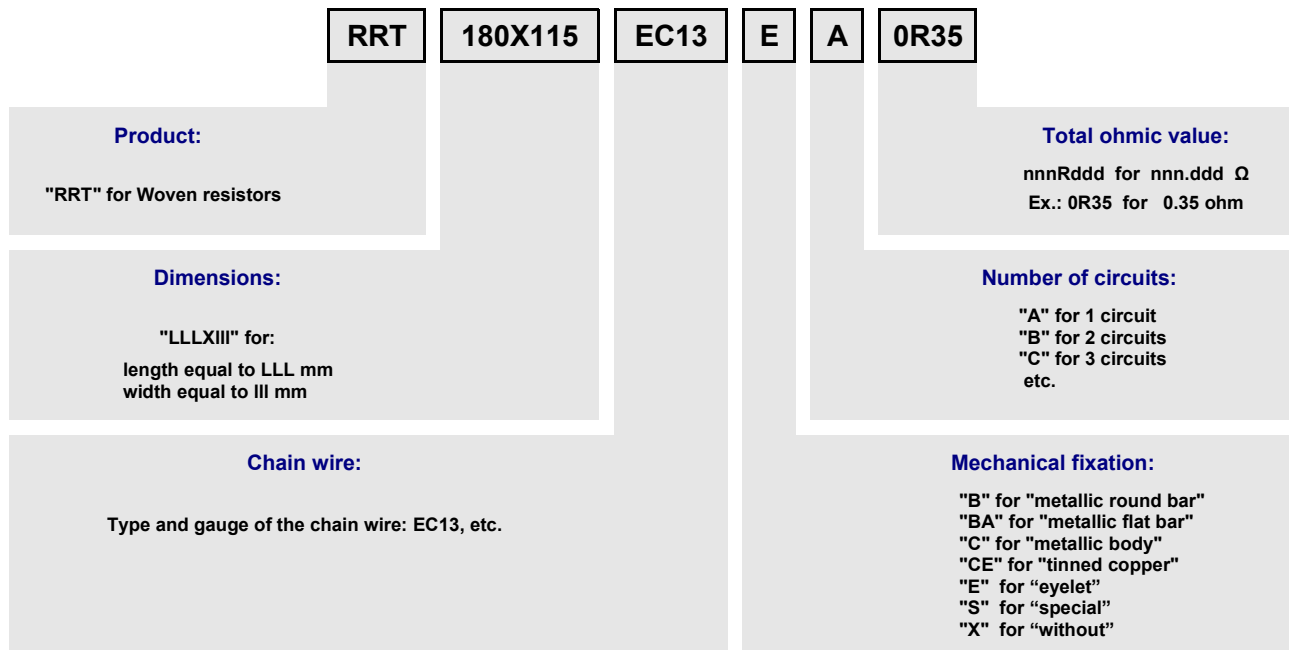 RRT 180X115 EC13 E A 0R35
Product:
"RRT" for Woven resistors
Total ohmic value:
nnnRddd for nnn.ddd Ω
Ex.: 0R35 for 0.35 ohm
Dimensions:
"LLLXlll" for:
length equal to LLL mm
width equal to lll mm
Number of circuits:
"A" for 1 circuit
"B" for 2 circuits
"C" for 3 circuits
etc.
Chain wire:
Type and gauge of the chain wire: EC13, etc.
Mechanical fixation:
"B" for "metallic round bar"
"BA" for "metallic flat bar"
"C" for "metallic body"
"CE" for "tinned copper"
"E" for “eyelet”
"S" for “special”
"X" for “without”